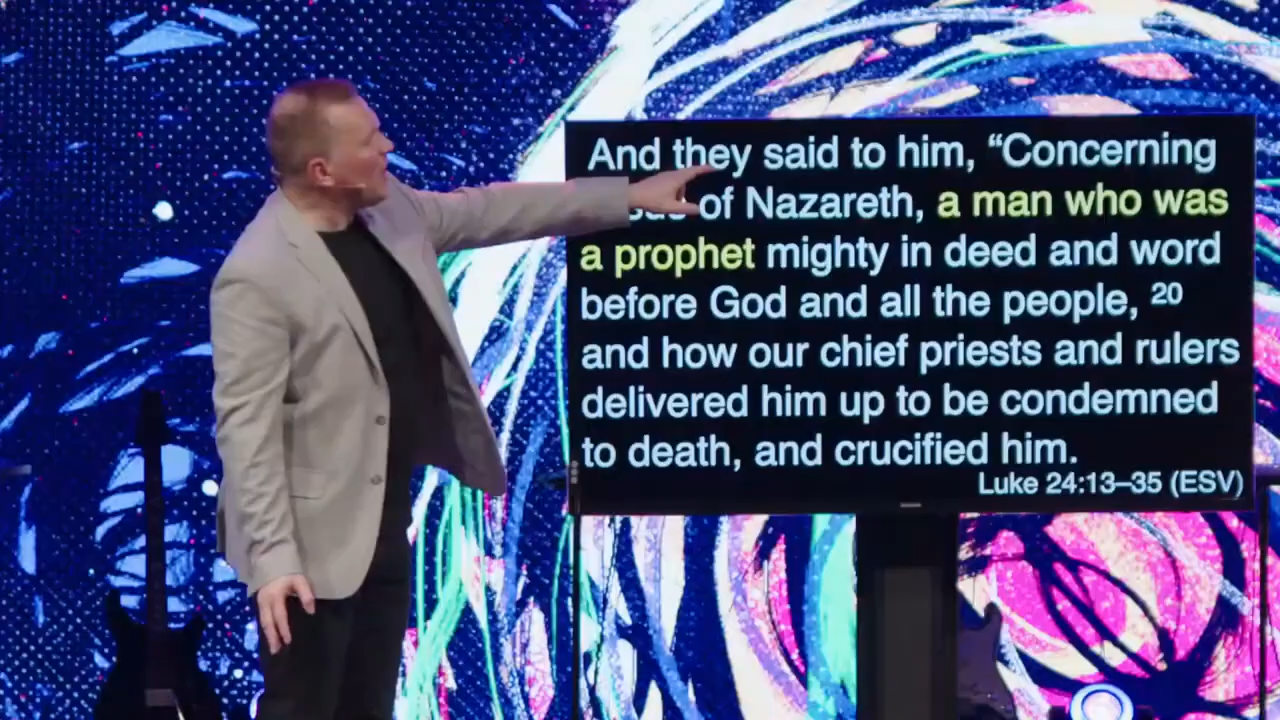 And they said to him, “Concerning
of Nazareth, a man who was
a prophet mighty in deed and word
before God and all the people, 20
and how our chief priests and rulers
delivered him up to be condemned
to death, and crucified him.
Luke 24:13–35 (ESV)